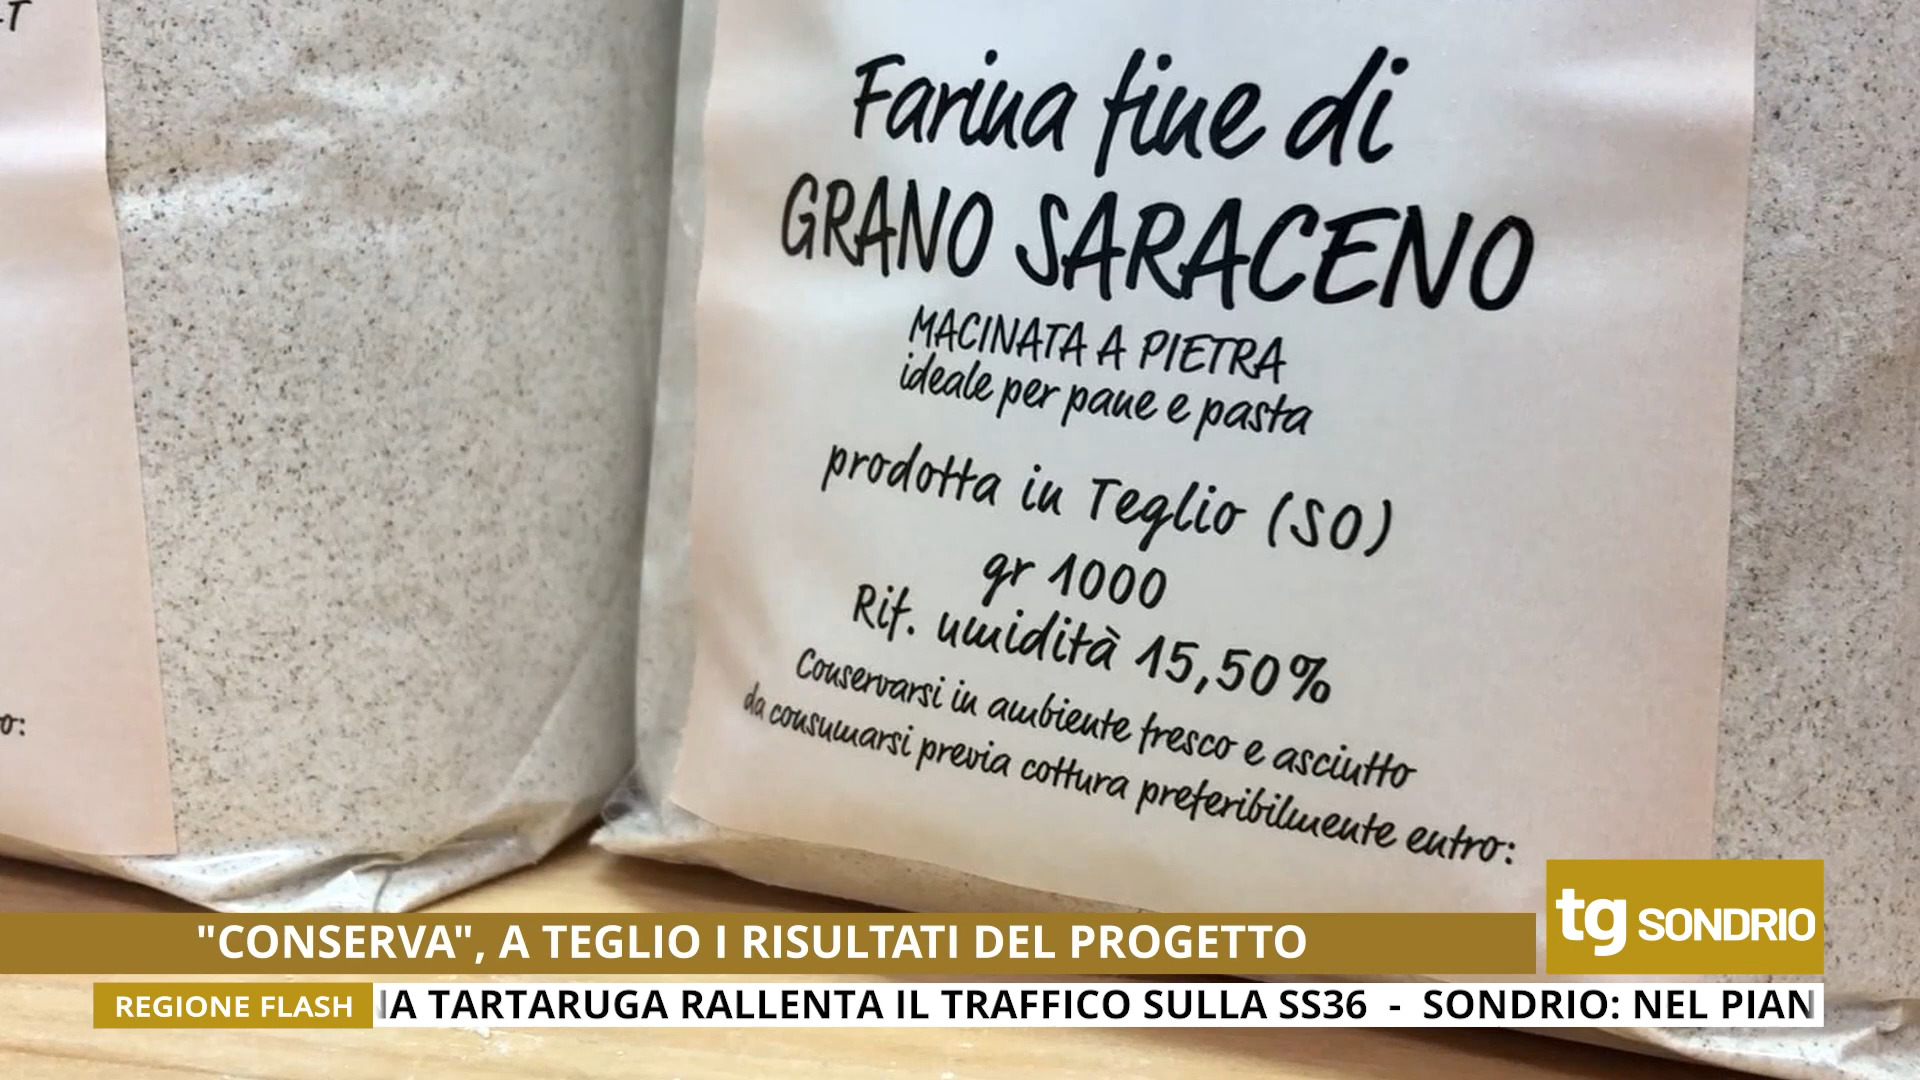 -T
o:
Farina fine di
GRANO SARACENO
MACINATA A PIETRA
ideale per pane e pasta
prodotta in Teglio (SO)
gr 1000
Rif. umidità 15,50%
Conservarsi in ambiente fresco e asciutto
da consumarsi previa cottura preferibilmente entro:
"CONSERVA", A TEGLIO I RISULTATI DEL PROGETTO
tg SONDRIO
REGIONE FLASH
A TARTARUGA RALLENTA IL TRAFFICO SULLA SS36 - SONDRIO: NEL PIAN